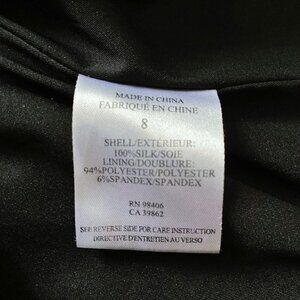 MADE IN CHINA
FABRIQUÉ EN CHINE
8
SHELL/EXTÉRIEUR:
100%SILK/SOIE
LINING/DOUBLURE:
94%POLYESTER/POLYESTER
6%SPANDEX/SPANDEX
RN 98406
CA 39862
SEE REVERSE SIDE FOR CARE INSTRUCTION
DIRECTIVE D'ENTRETIEN AU VERSO